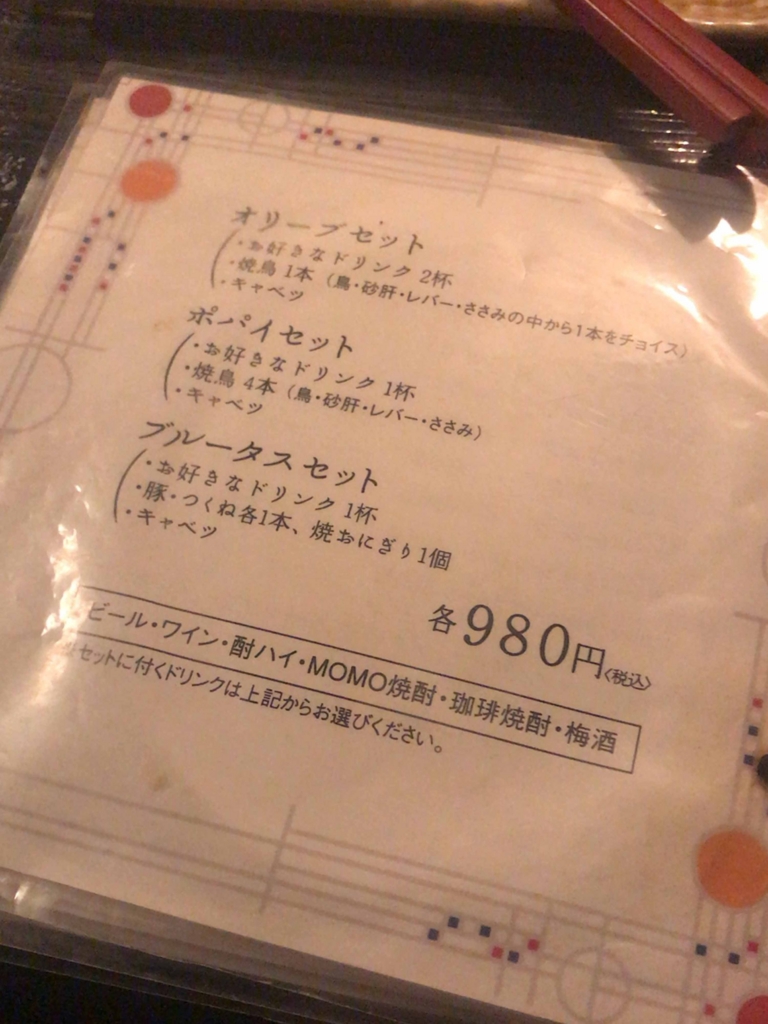 オリーブセット
・お好きなドリンク 2杯
・焼鳥 1本（鳥・砂肝・レバー・ささみの中から1本をチョイス）
・キャベツ
ポパイセット
・お好きなドリンク 1杯
・焼鳥 4本（鳥・砂肝・レバー・ささみ）
・キャベツ
ブルータスセット
・お好きなドリンク 1杯
・豚・つくね各1本、焼おにぎり1個
・キャベツ
各980円〈税込〉
ビール・ワイン・酎ハイ・MOMO焼酎・珈琲焼酎・梅酒
セットに付くドリンクは上記からお選びください。